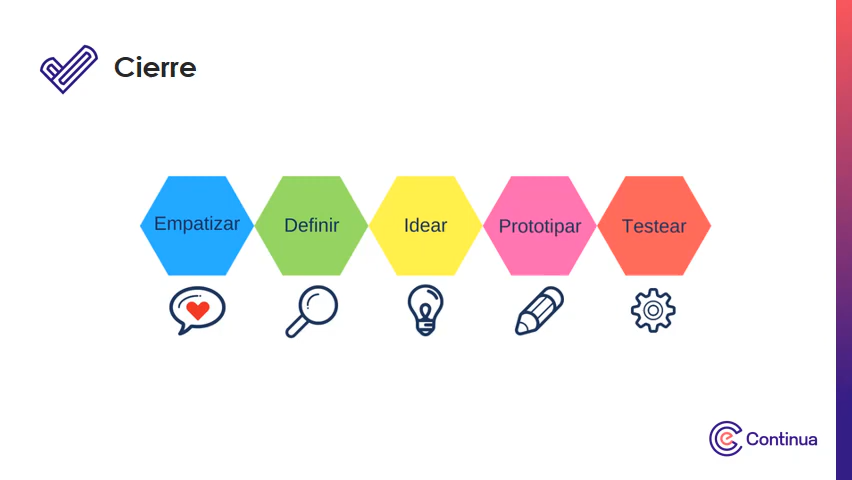 Cierre
Empatizar
Definir
Idear
Prototipar
Testear
Continua